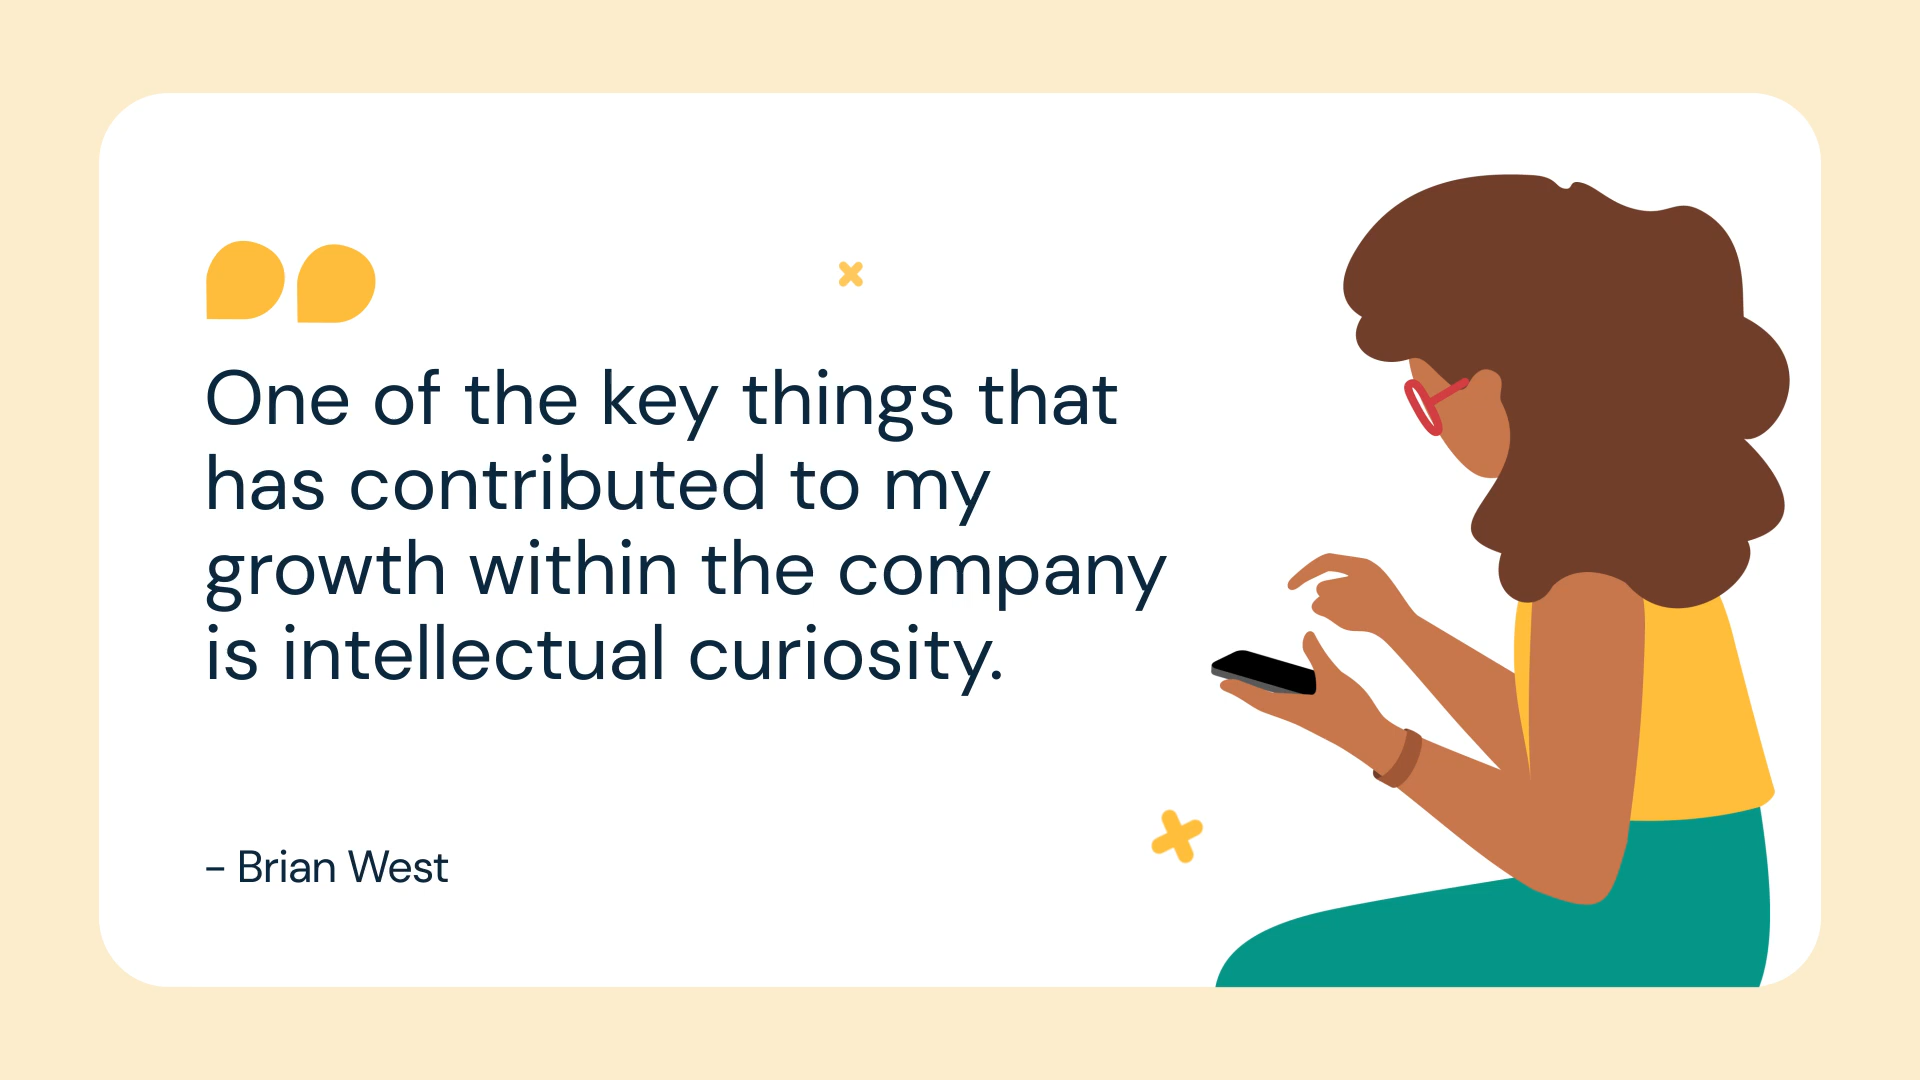 One of the key things that
has contributed to my
growth within the company
is intellectual curiosity.
– Brian West